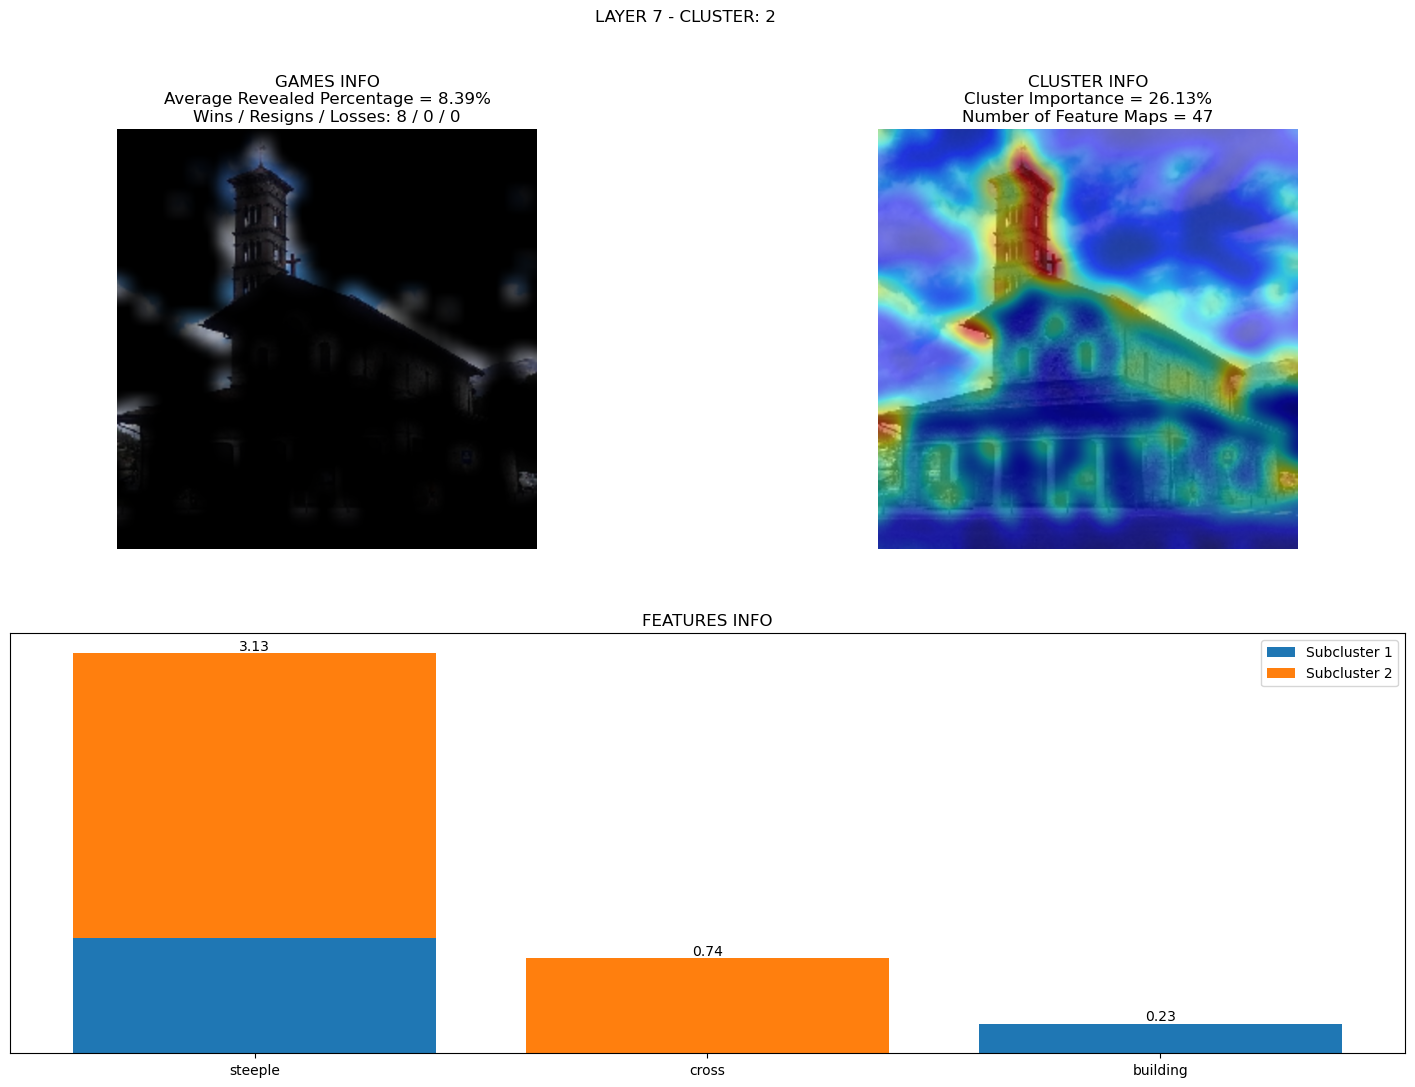 LAYER 7 - CLUSTER: 2
GAMES INFO
Average Revealed Percentage = 8.39%
Wins / Resigns / Losses: 8 / 0 / 0
CLUSTER INFO
Cluster Importance = 26.13%
Number of Feature Maps = 47
FEATURES INFO
3.13
Subcluster 1
Subcluster 2
0.74
0.23
steeple
cross
building